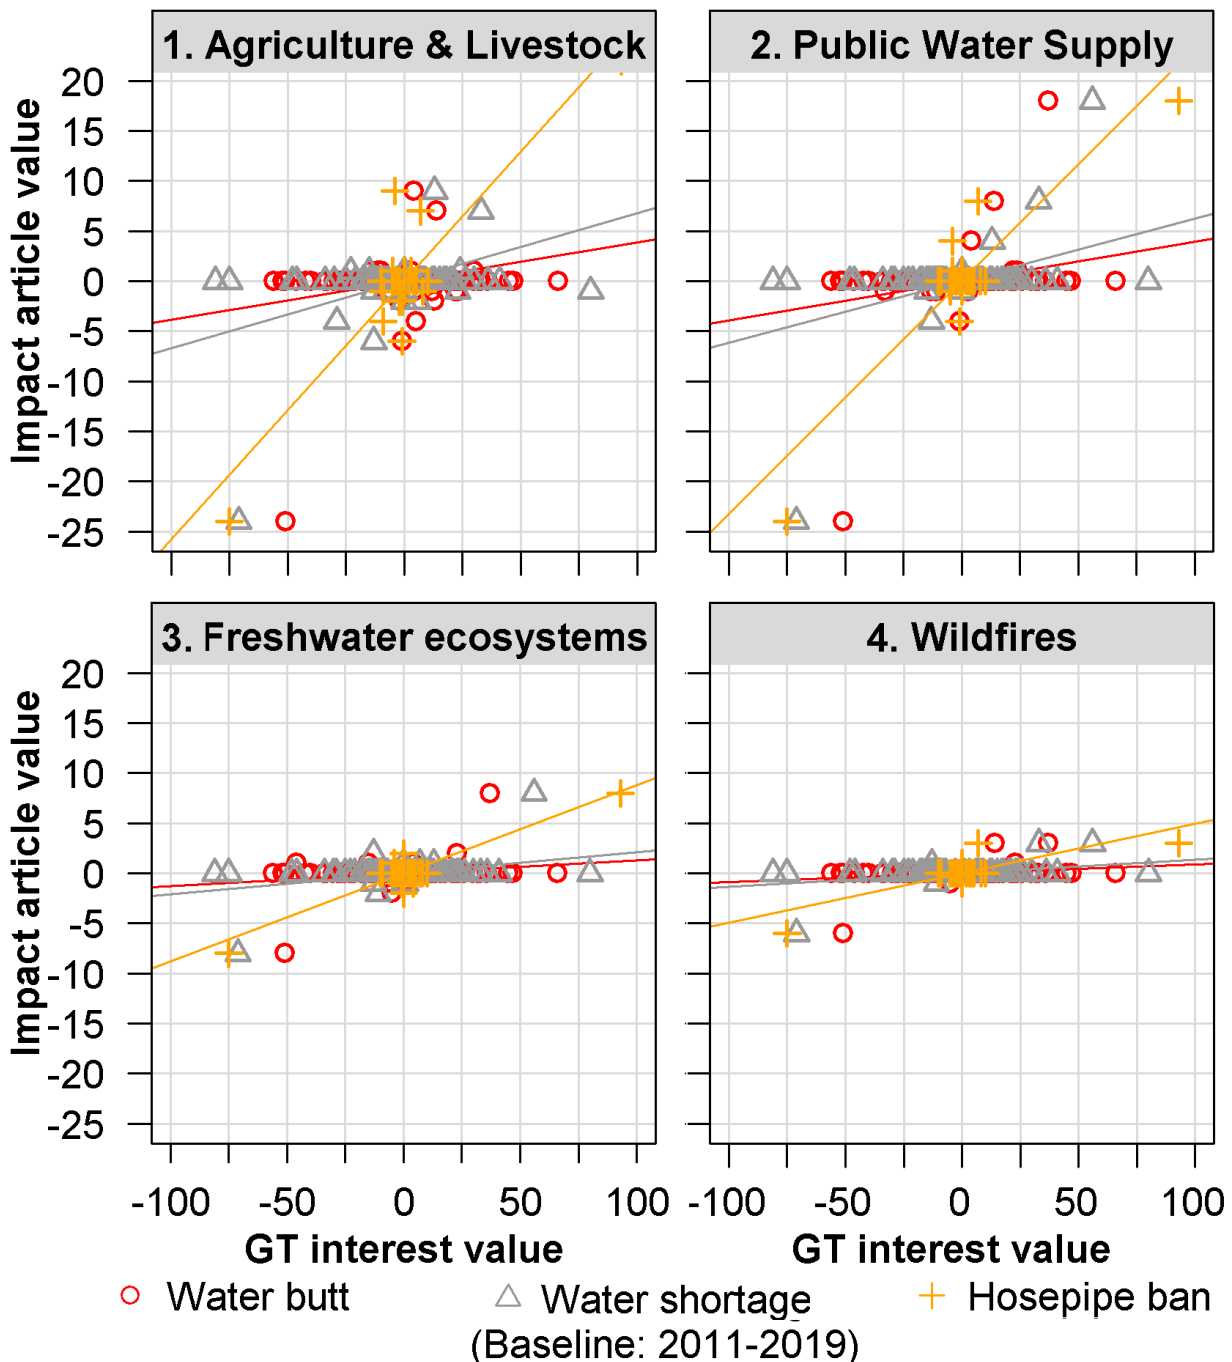 1. Agriculture & Livestock
2. Public Water Supply
Impact article value
20
15
10
5
0
-5
-10
-15
-20
-25
3. Freshwater ecosystems
4. Wildfires
Impact article value
20
15
10
5
0
-5
-10
-15
-20
-25
-100 -50 0 50 100
-100 -50 0 50 100
GT interest value
GT interest value
Water butt
Water shortage
Hosepipe ban
(Baseline: 2011-2019)